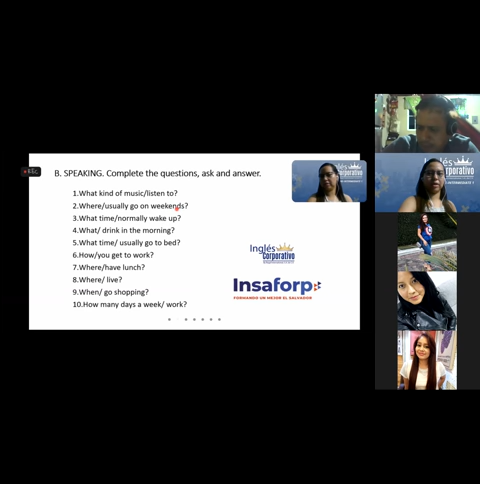 B. SPEAKING. Complete the questions, ask and answer.
1.What kind of music/listen to?
2.Where/usually go on weekends?
3.What time/normally wake up?
4.What/ drink in the morning?
5.What time/ usually go to bed?
6.How/you get to work?
7.Where/have lunch?
8.Where/ live?
9.When/ go shopping?
10.How many days a week/ work?
Inglés
Corporativo
Insaforp
FORMANDO UN MEJOR EL SALVADOR
Inglés
Corporativo